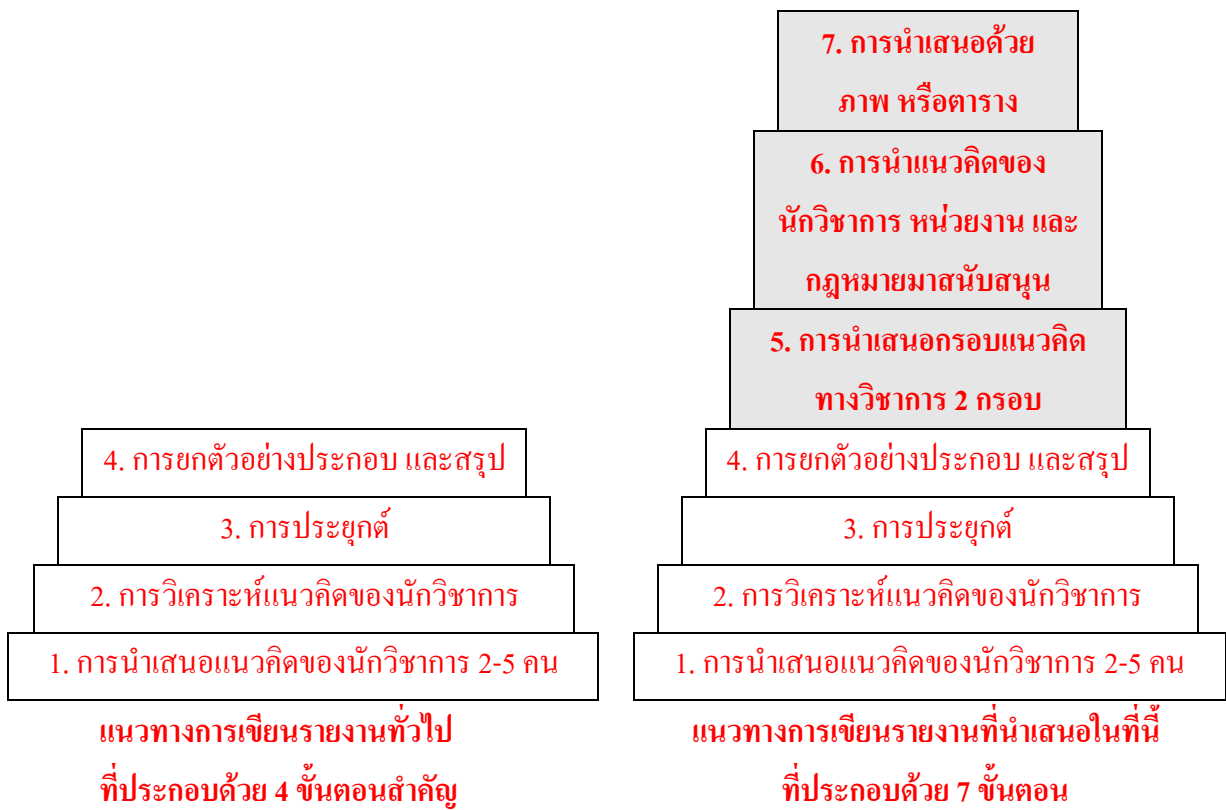 4. การยกตัวอย่างประกอบ และสรุป
3. การประยุกต์
2. การวิเคราะห์แนวคิดของนักวิชาการ
1. การนำเสนอแนวคิดของนักวิชาการ 2-5 คน
แนวทางการเขียนรายงานทั่วไป
ที่ประกอบด้วย 4 ขั้นตอนสำคัญ
7. การนำเสนอด้วย
ภาพ หรือตาราง
6. การนำแนวคิดของ
นักวิชาการ หน่วยงาน และ
กฎหมายมาสนับสนุน
5. การนำเสนอกรอบแนวคิด
ทางวิชาการ 2 กรอบ
4. การยกตัวอย่างประกอบ และสรุป
3. การประยุกต์
2. การวิเคราะห์แนวคิดของนักวิชาการ
1. การนำเสนอแนวคิดของนักวิชาการ 2-5 คน
แนวทางการเขียนรายงานที่นำเสนอในที่นี้
ที่ประกอบด้วย 7 ขั้นตอน